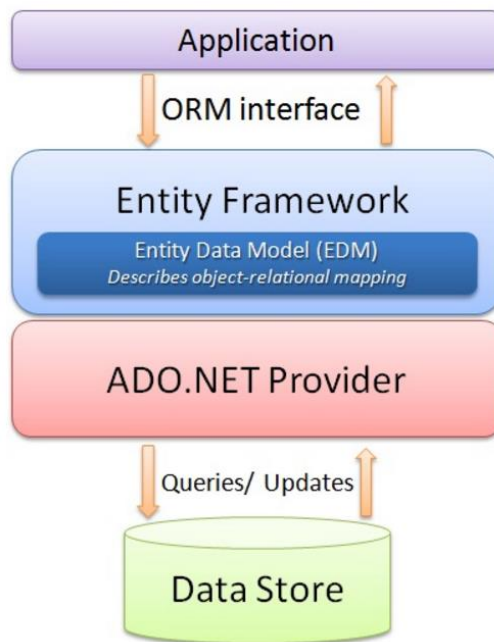 Application
ORM interface
Entity Framework
Entity Data Model (EDM)
Describes object-relational mapping
ADO.NET Provider
Queries/ Updates
Data Store